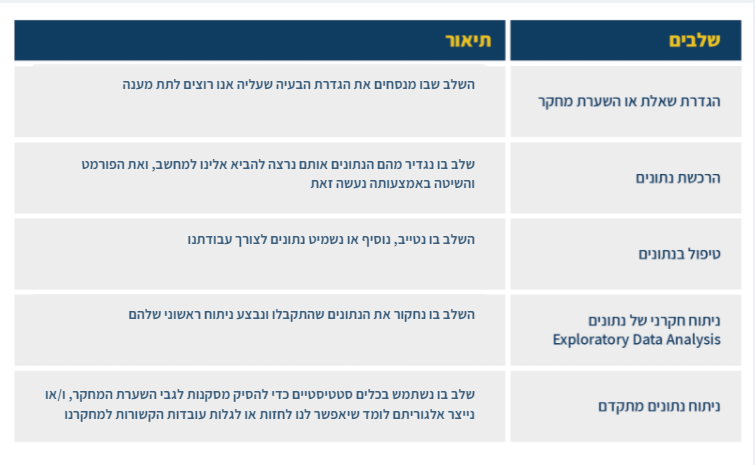 שלבים
תיאור
הגדרת שאלת או השערת מחקר
השלב שבו מנסחים את הגדרת הבעיה שעליה אנו רוצים לתת מענה
הרכשת נתונים
שלב בו נגדיר מהם הנתונים אותם נרצה להביא אלינו למחשב, ואת הפורמט
והשיטה באמצעותה נעשה זאת
טיפול בנתונים
השלב בו נטייב, נוסיף או נשמיט נתונים לצורך עבודתנו
ניתוח חקרני של נתונים
Exploratory Data Analysis
השלב בו נחקור את הנתונים שהתקבלו ונבצע ניתוח ראשוני שלהם
ניתוח נתונים מתקדם
שלב בו נשתמש בכלים סטטיסטיים כדי להסיק מסקנות לגבי השערת המחקר, ו/או
נייצר אלגוריתם לומד שיאפשר לנו לחזות או לגלות עובדות הקשורות למחקרנו